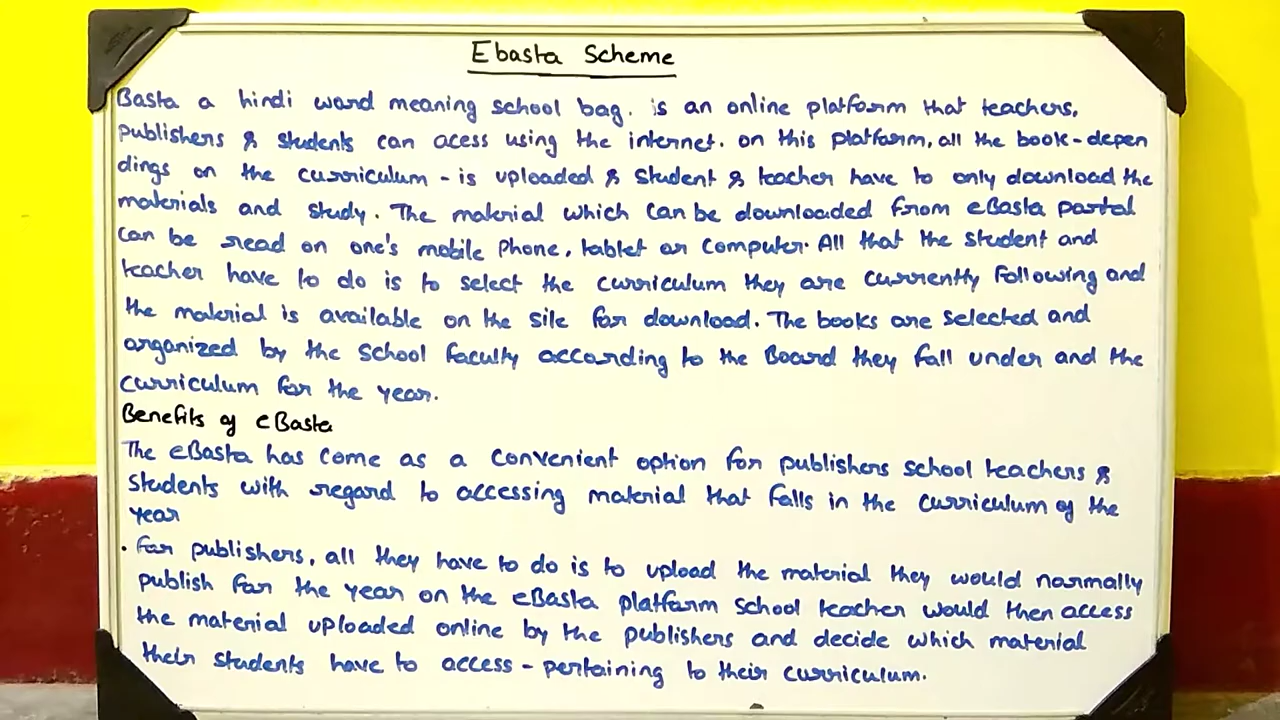 Ebasta Scheme
Basta a hindi word meaning school bag. is an online platform that teachers,
publishers & students can acess using the internet. on this platform, all the book-depen
dings on the curriculum - is uploaded & student & teacher have to only download the
materials and study. The material which can be downloaded from eBasta portal
can be read on one's mobile phone, tablet or computer. All that the student and
teacher have to do is to select the curriculum they are currently following and
the material is available on the site for download. The books are selected and
organized by the school faculty according to the Board they fall under and the
curriculum for the year.
Benefits of eBasta
The eBasta has come as a convenient option for publishers school teachers &
students with regard to accessing material that falls in the curriculum of the
year
• For publishers, all they have to do is to upload the material they would normally
publish for the year on the eBasta platform school teacher would then access
the material uploaded online by the publishers and decide which material
their students have to access - pertaining to their curriculum.